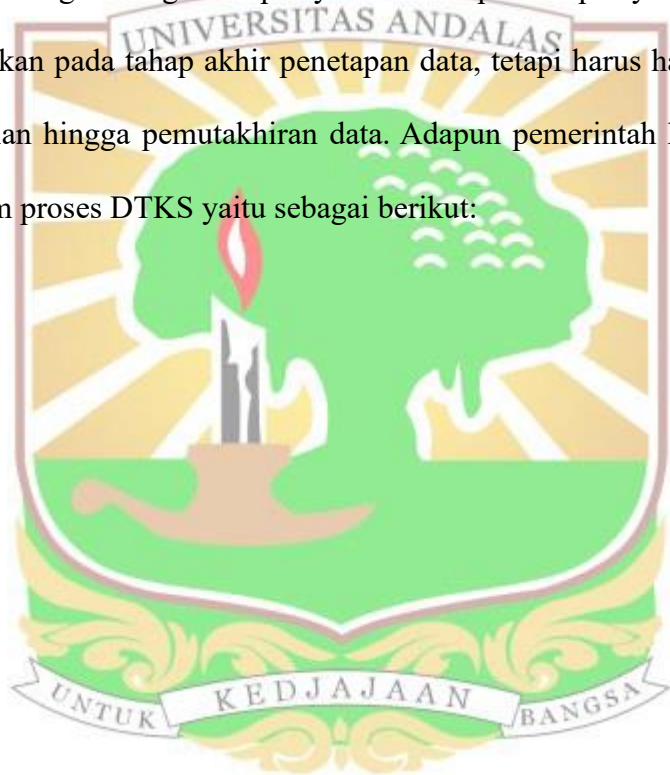 UNIVERSITAS ANDALAS
kan pada tahap akhir penetapan data, tetapi harus ha
an hingga pemutakhiran data. Adapun pemerintah
n proses DTKS yaitu sebagai berikut:
UNTUK KEDJAJAAN BANGSA